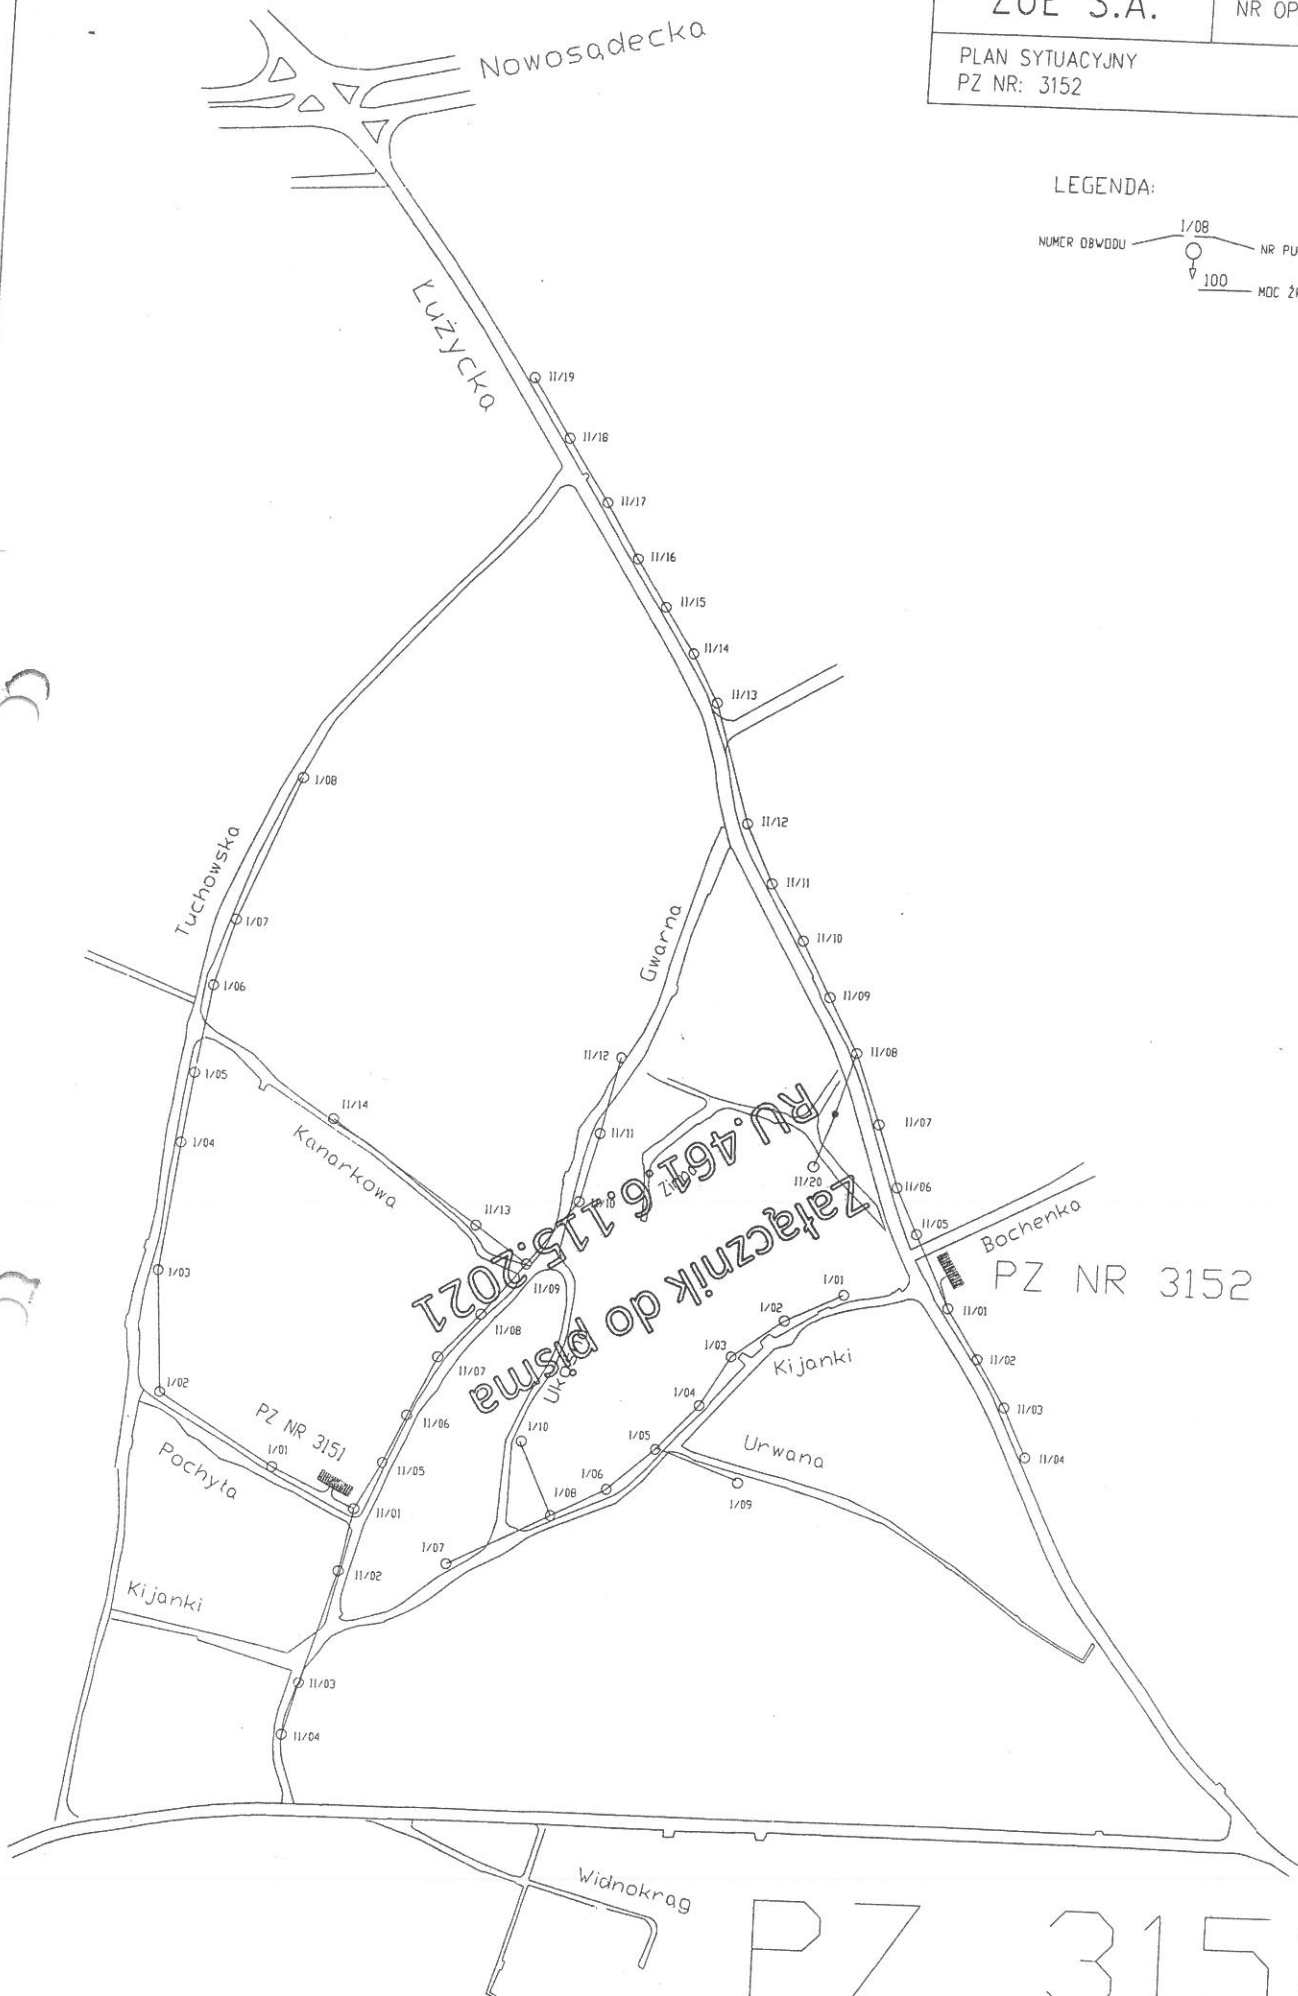 ZUE S.A.
NR OP
PLAN SYTUACYJNY
PZ NR: 3152
Nowosądecka
LEGENDA:
1/08
NUMER OBWODU
NR PU
100
MOC ŹR
Łużycka
II/19
II/18
II/17
II/16
II/15
II/14
II/13
I/08
II/12
Tuchowska
II/11
Gwarna
I/07
II/10
I/06
II/09
II/12
II/08
I/05
II/14
II/07
II/11
Kanarkowa
I/04
II/20
II/06
II/13
II/05
Bochenka
I/03
II/09
PZ NR 3152
I/01
II/01
I/02
II/08
I/03
Kijanki
II/07
II/02
I/02
I/04
II/03
II/06
PZ NR 3151
I/10
I/05
Urwana
I/01
II/04
Pochyła
II/05
I/06
I/09
II/01
I/08
I/07
II/02
Kijanki
II/03
II/04
Załącznik do pisma
RU.461.6.115.2021
Widnokrąg
PZ 315